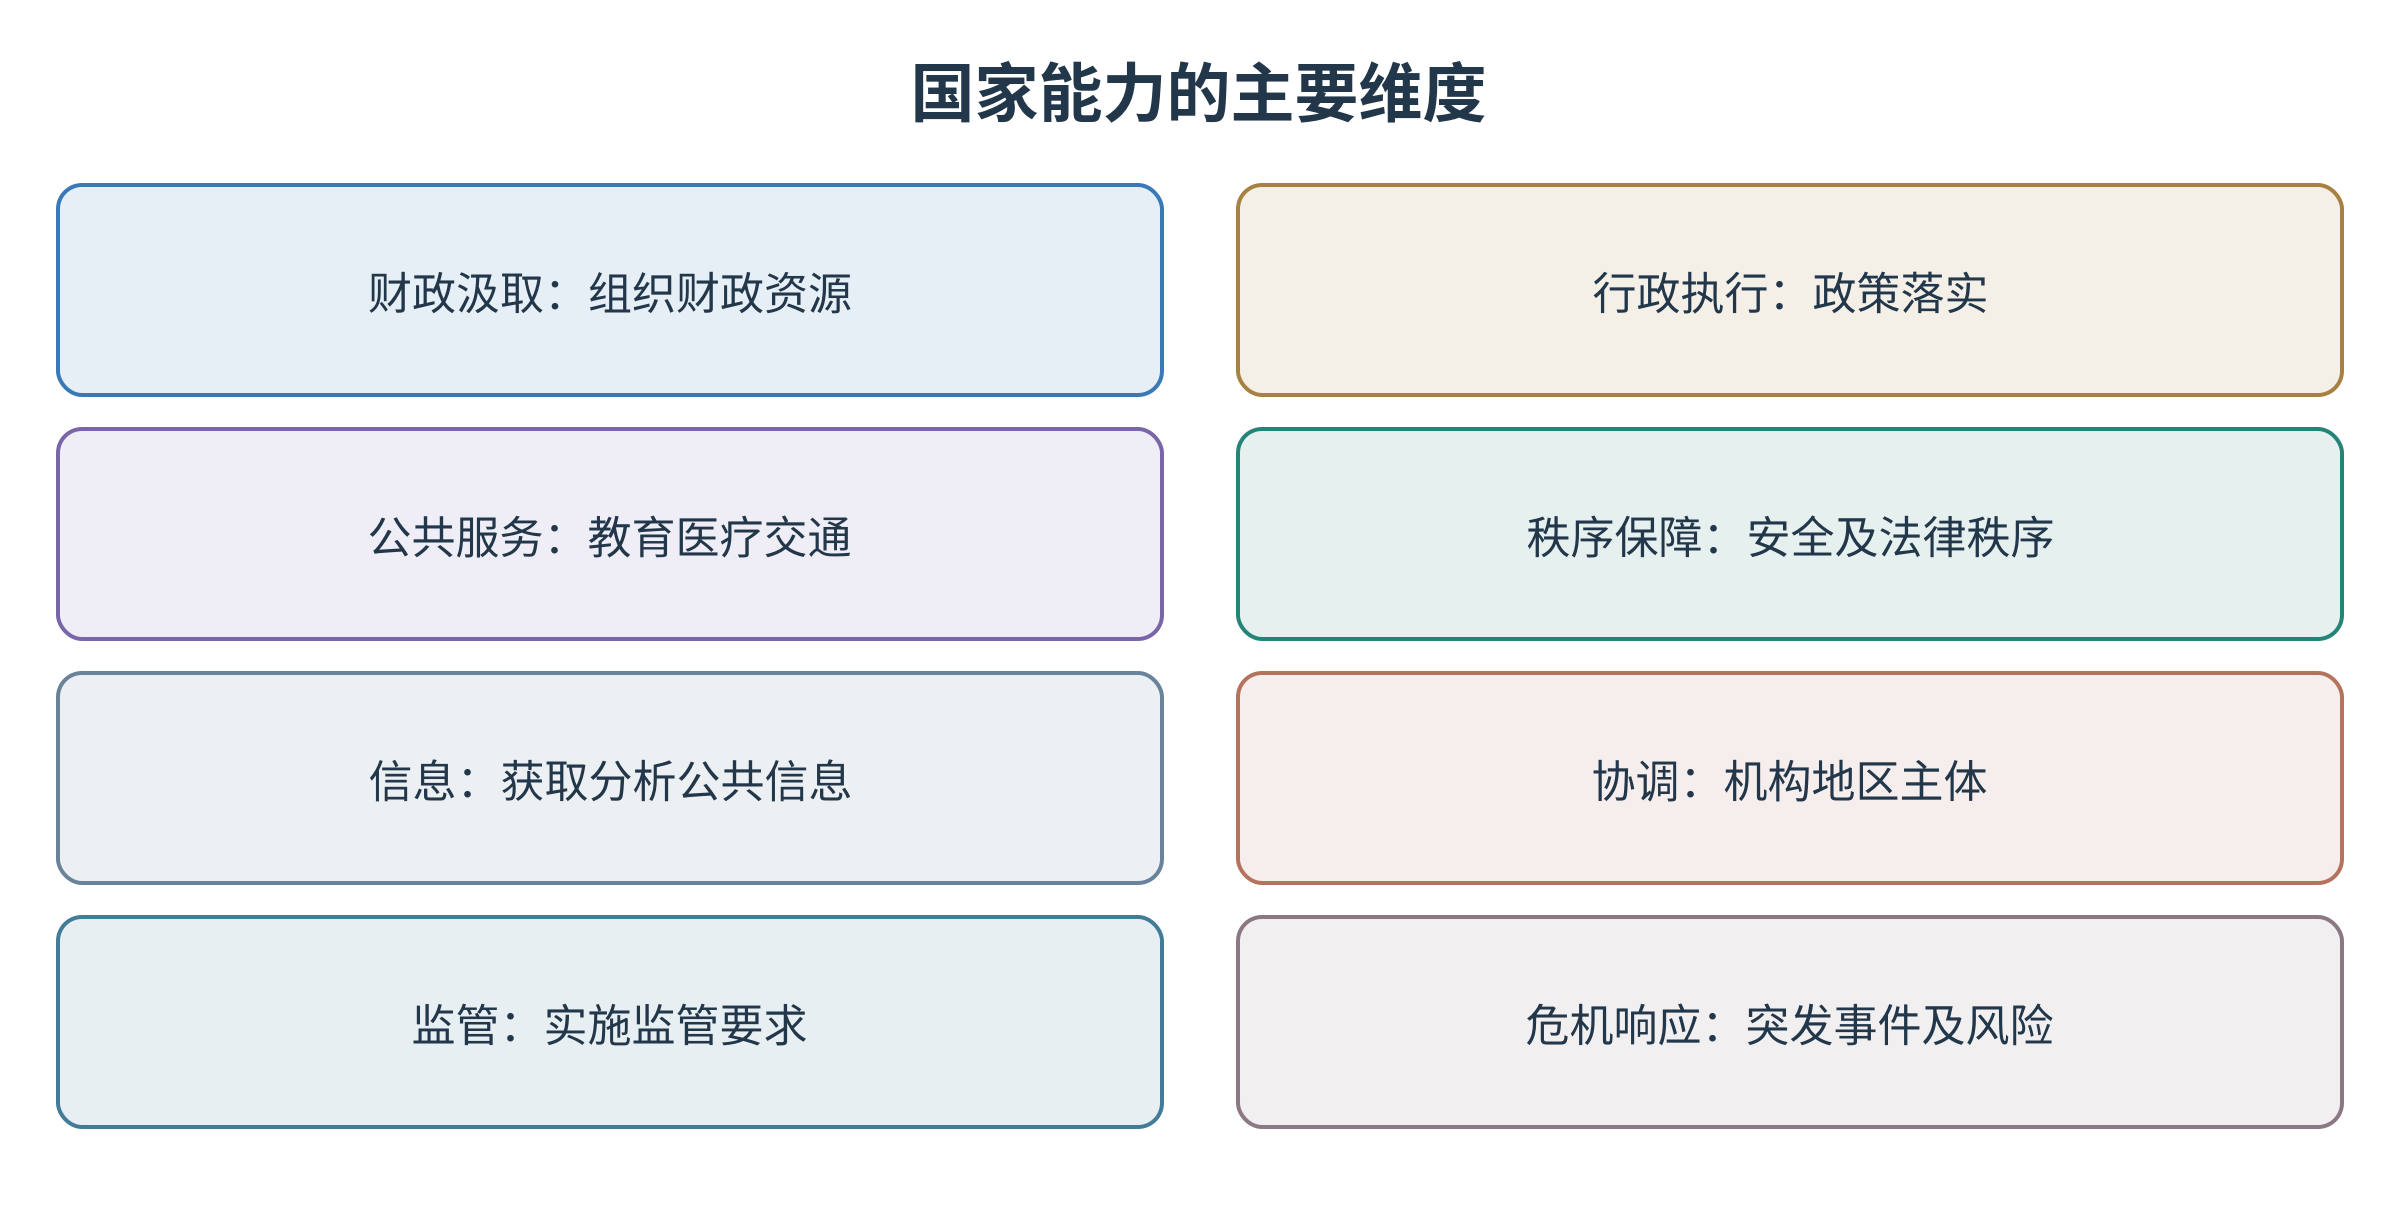 国家能力的主要维度
财政汲取：组织财政资源
行政执行：政策落实
公共服务：教育医疗交通
秩序保障：安全及法律秩序
信息：获取分析公共信息
协调：机构地区主体
监管：实施监管要求
危机响应：突发事件及风险